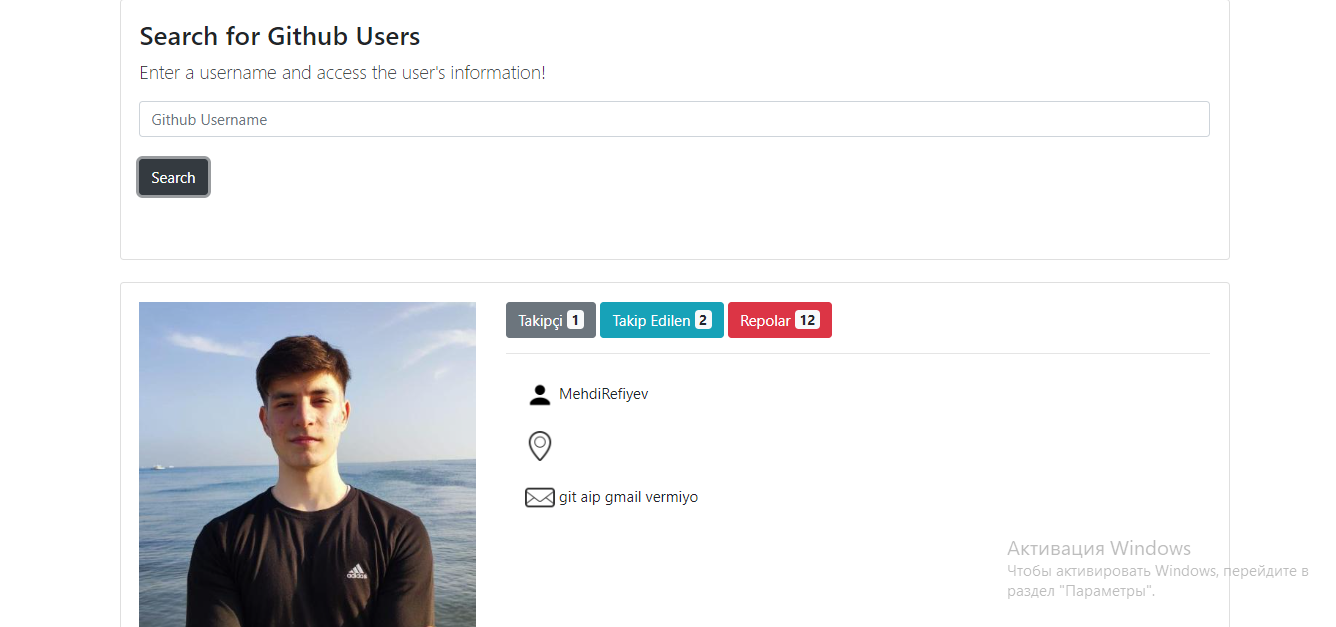 Search for Github Users
Enter a username and access the user's information!
Github Username
Search
Takipçi 1 Takip Edilen 2 Repolar 12
MehdiRefiyev
git aip gmail vermiyo
adidas
Активация Windows
Чтобы активировать Windows, перейдите в
раздел "Параметры".